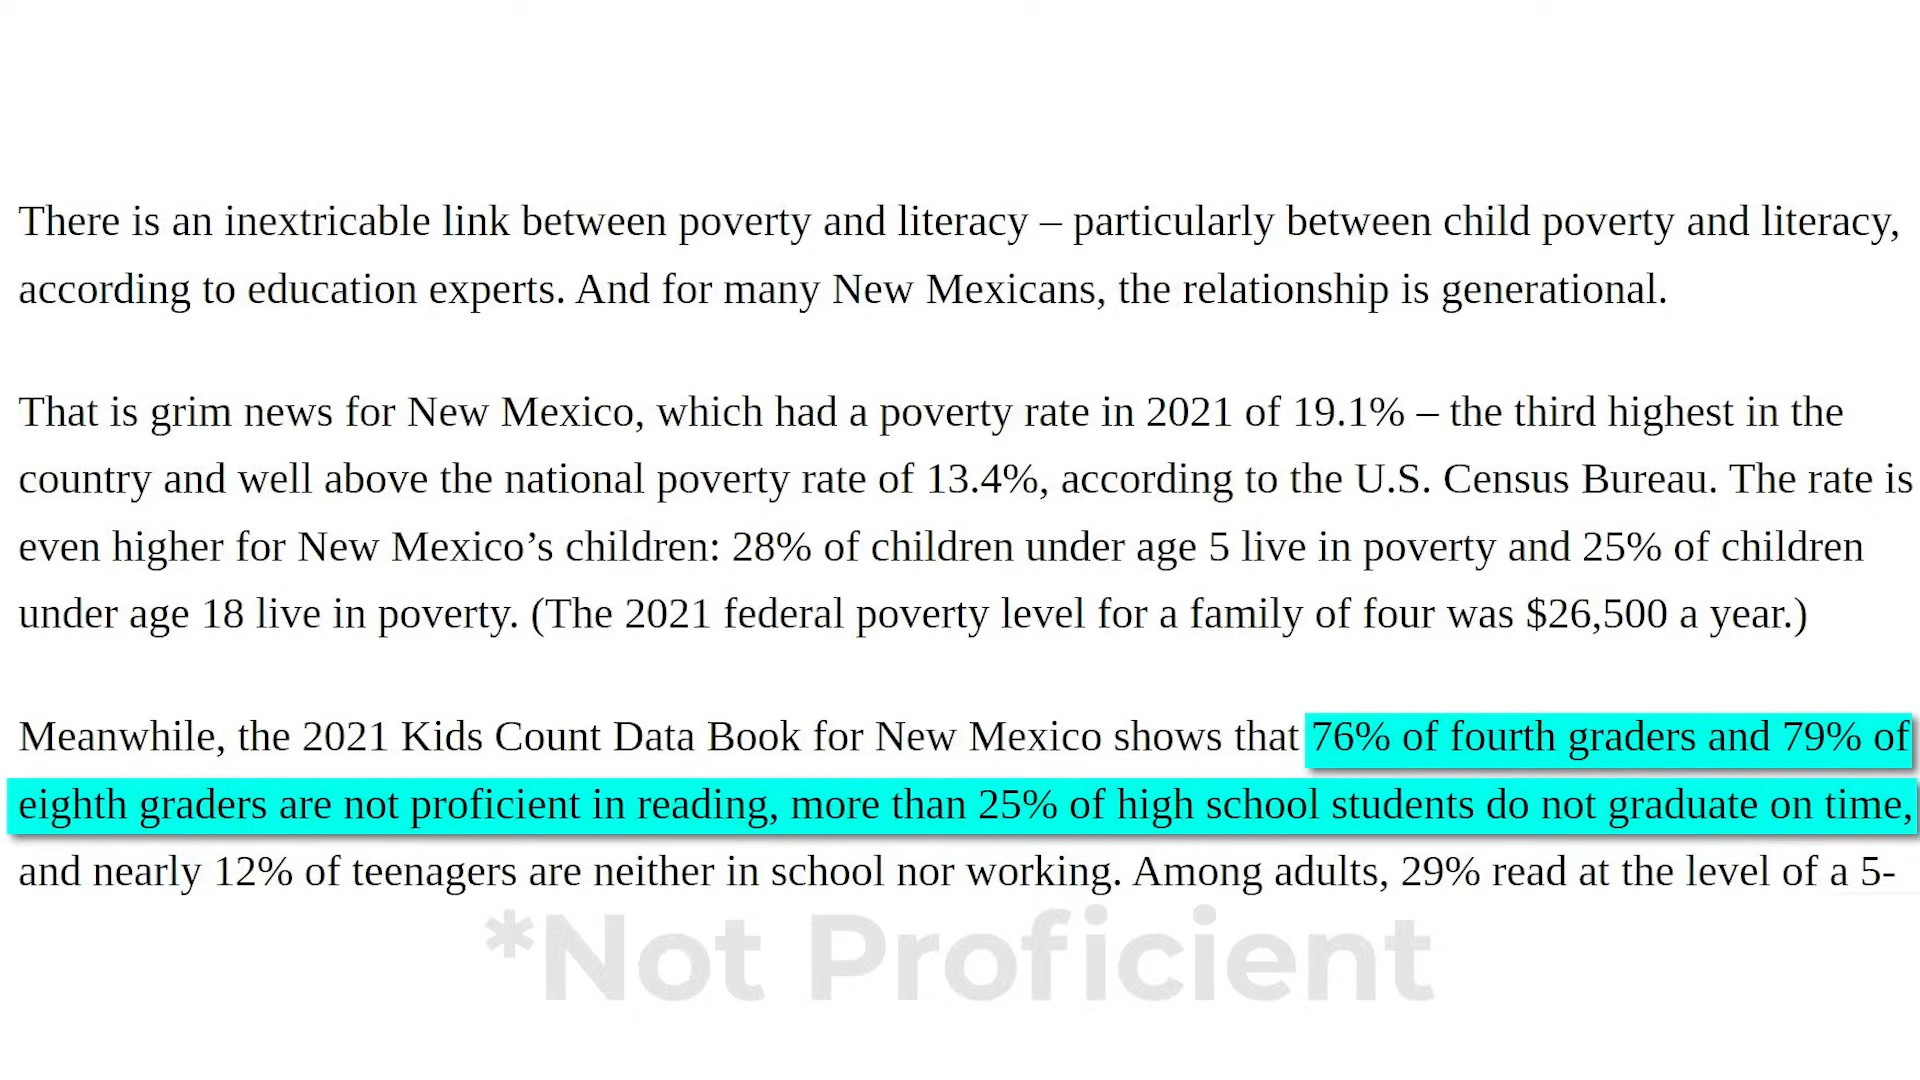 There is an inextricable link between poverty and literacy – particularly between child poverty and literacy,
according to education experts. And for many New Mexicans, the relationship is generational.
That is grim news for New Mexico, which had a poverty rate in 2021 of 19.1% – the third highest in the
country and well above the national poverty rate of 13.4%, according to the U.S. Census Bureau. The rate is
even higher for New Mexico’s children: 28% of children under age 5 live in poverty and 25% of children
under age 18 live in poverty. (The 2021 federal poverty level for a family of four was $26,500 a year.)
Meanwhile, the 2021 Kids Count Data Book for New Mexico shows that 76% of fourth graders and 79% of
eighth graders are not proficient in reading, more than 25% of high school students do not graduate on time,
and nearly 12% of teenagers are neither in school nor working. Among adults, 29% read at the level of a 5-
*Not Proficient